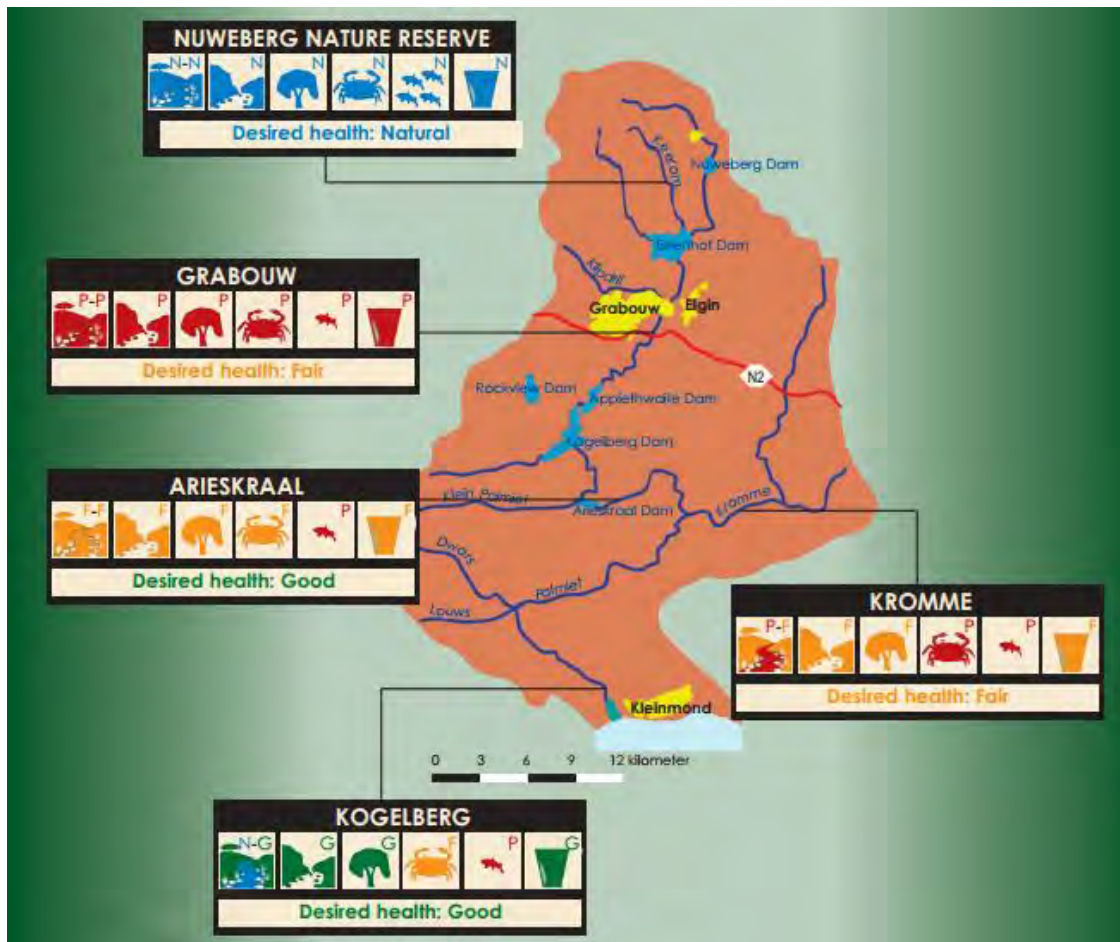 NUWEBERG NATURE RESERVE
N-N N N N N N
Desired health: Natural
Nuweberg Dam
Eikenhof Dam
Klipdrif
Grabouw
Elgin
GRABOUW
P-P P P P P P
Desired health: Fair
N2
Rockview Dam
Applethwaite Dam
Kogelberg Dam
ARIESKRAAL
F-F F F F P F
Desired health: Good
Klein Palmiet
Arieskraal Dam
Kromme
Dwars
Palmiet
Louws
KROMME
P-F F F P P F
Desired health: Fair
Kleinmond
0 3 6 9 12 kilometer
KOGELBERG
N-G G G F P G
Desired health: Good